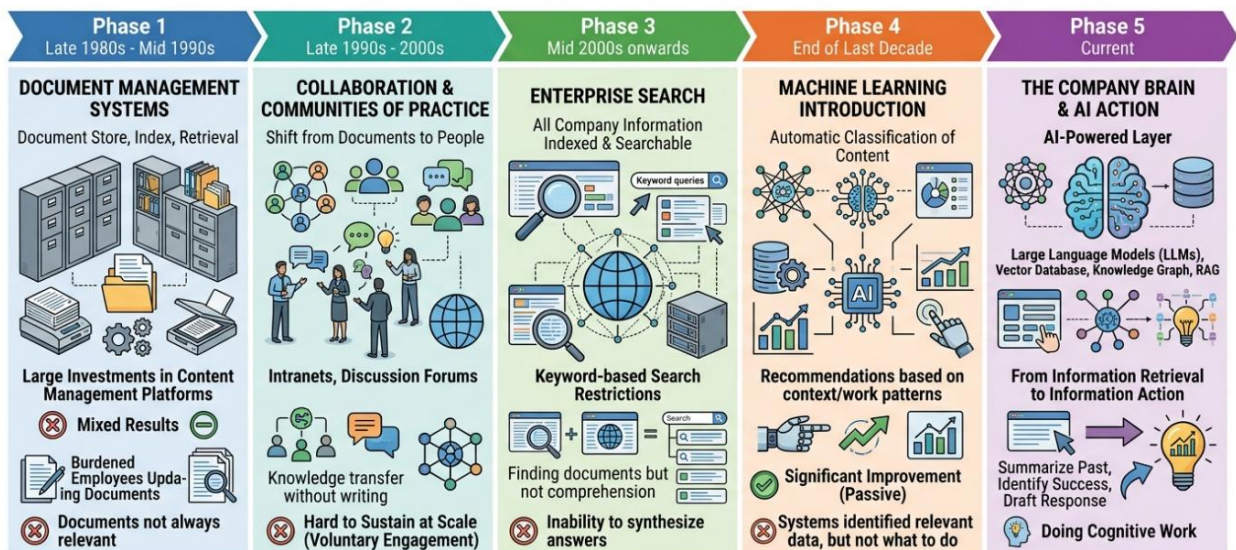 Phase 1
Late 1980s - Mid 1990s
DOCUMENT MANAGEMENT
SYSTEMS
Document Store, Index, Retrieval
Large Investments in Content
Management Platforms
Mixed Results
Burdened
Employees Upda-
ing Documents
Documents not always
relevant
Phase 2
Late 1990s - 2000s
COLLABORATION &
COMMUNITIES OF PRACTICE
Shift from Documents to People
Intranets, Discussion Forums
Knowledge transfer
without writing
Hard to Sustain at Scale
(Voluntary Engagement)
Phase 3
Mid 2000s onwards
ENTERPRISE SEARCH
All Company Information
Indexed & Searchable
Keyword queries
Keyword-based Search
Restrictions
Search
Finding documents but
not comprehension
Inability to synthesize
answers
Phase 4
End of Last Decade
MACHINE LEARNING
INTRODUCTION
Automatic Classification of
Content
AI
Recommendations based on
context/work patterns
Significant Improvement
(Passive)
Systems identified relevant
data, but not what to do
Phase 5
Current
THE COMPANY BRAIN
& AI ACTION
AI-Powered Layer
Large Language Models (LLMs),
Vector Database, Knowledge Graph, RAG
From Information Retrieval
to Information Action
Summarize Past,
Identify Success,
Draft Response
Doing Cognitive Work